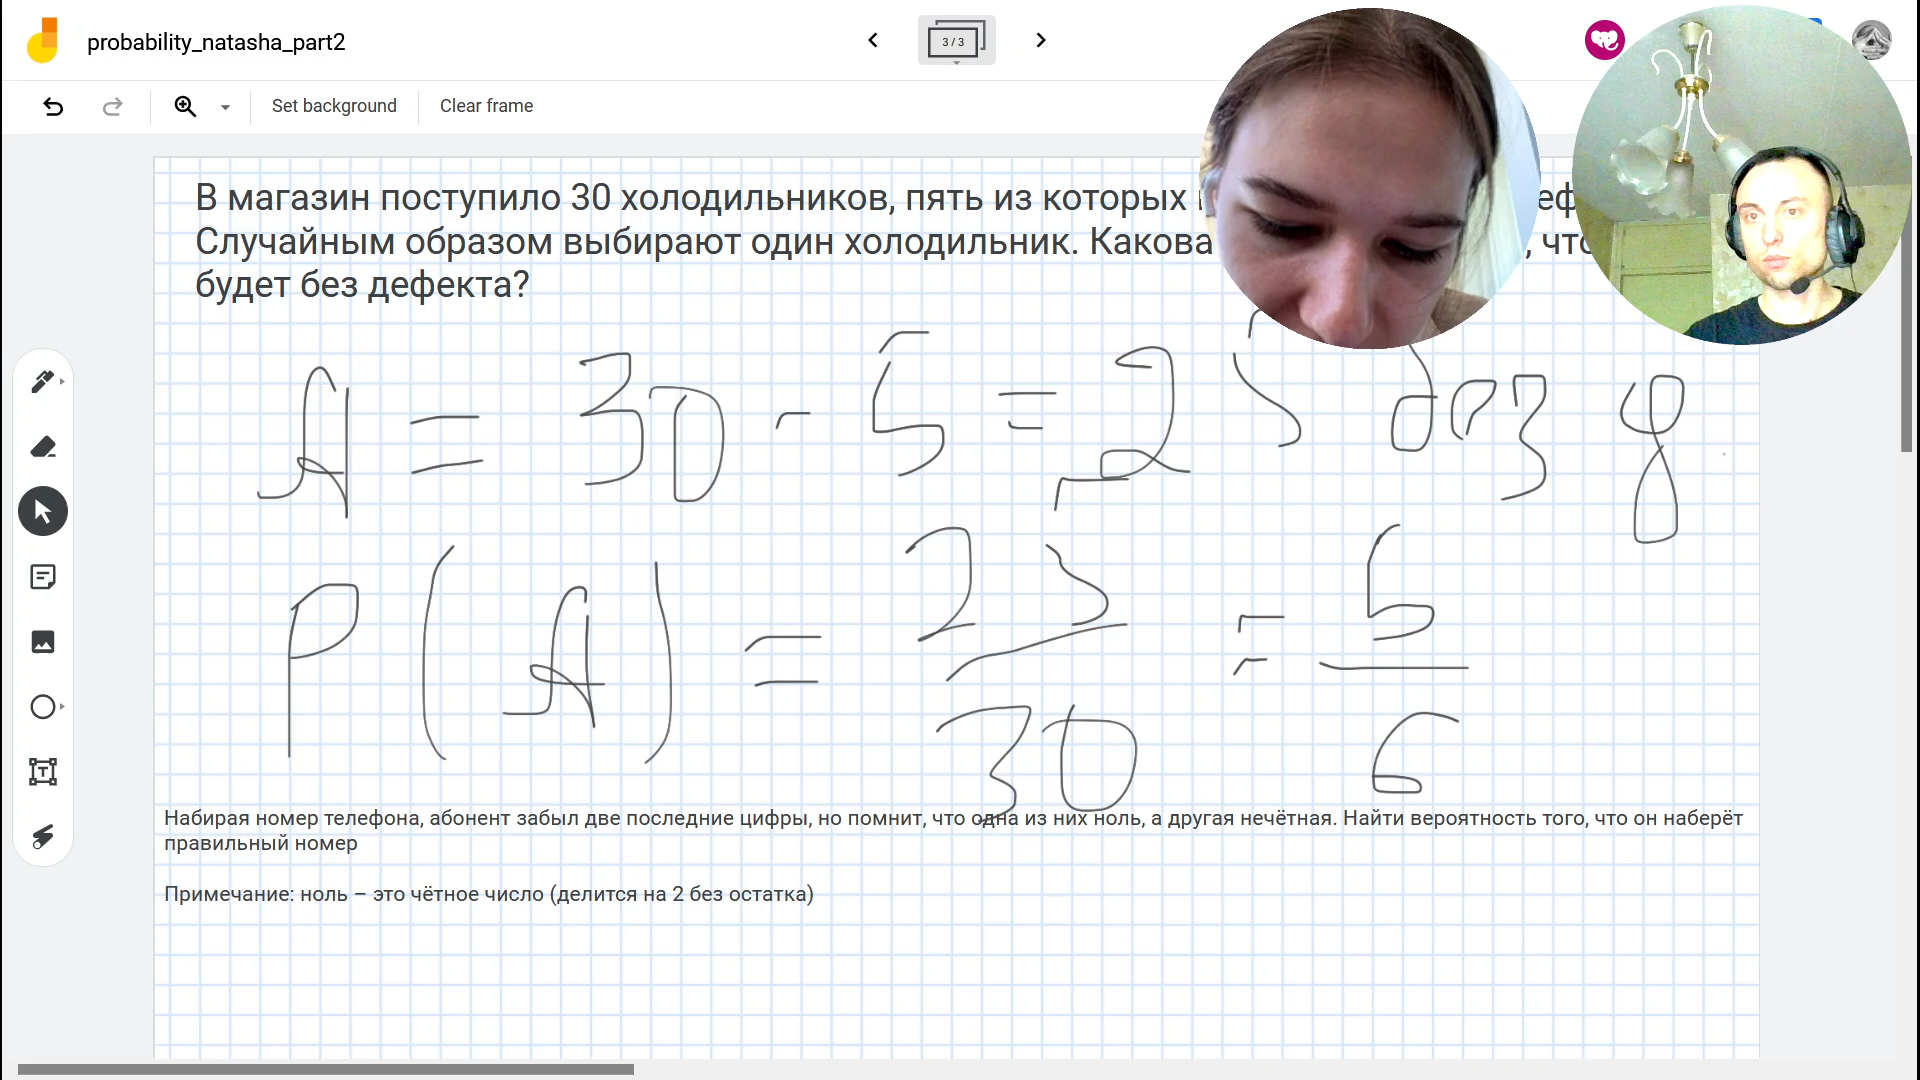 probability_natasha_part2
3 / 3
Set background
Clear frame
В магазин поступило 30 холодильников, пять из которых
Случайным образом выбирают один холодильник. Какова
будет без дефекта?
A = 30 - 5 = 25 без д
P(A) = 25/30 = 5/6
Набирая номер телефона, абонент забыл две последние цифры, но помнит, что одна из них ноль, а другая нечётная. Найти вероятность того, что он наберёт
правильный номер
Примечание: ноль – это чётное число (делится на 2 без остатка)